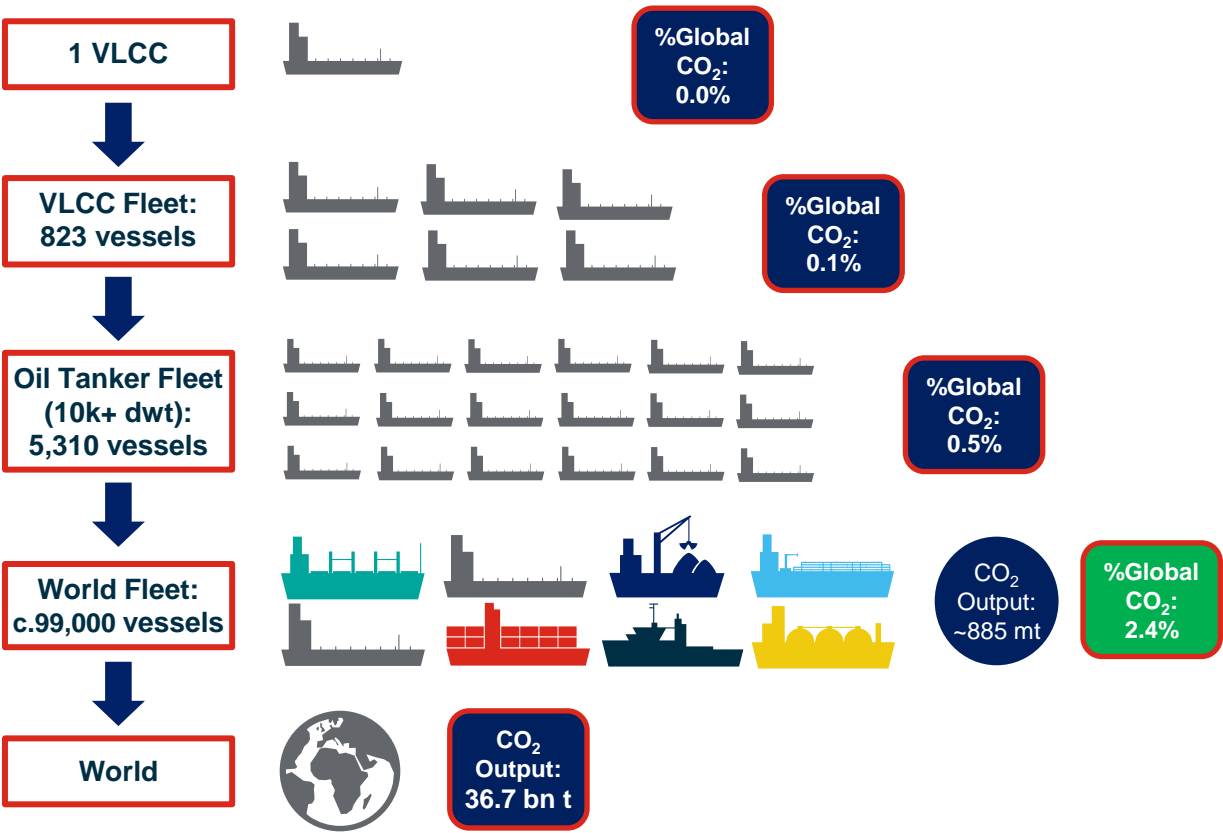 1 VLCC
%Global
CO₂:
0.0%
VLCC Fleet:
823 vessels
%Global
CO₂:
0.1%
Oil Tanker Fleet
(10k+ dwt):
5,310 vessels
%Global
CO₂:
0.5%
World Fleet:
c.99,000 vessels
CO₂
Output:
~885 mt
%Global
CO₂:
2.4%
World
CO₂
Output:
36.7 bn t